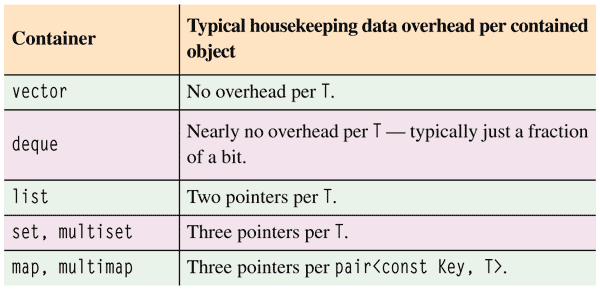 Container
Typical housekeeping data overhead per contained
object
vector
No overhead per T.
deque
Nearly no overhead per T — typically just a fraction
of a bit.
list
Two pointers per T.
set, multiset
Three pointers per T.
map, multimap
Three pointers per pair<const Key, T>.